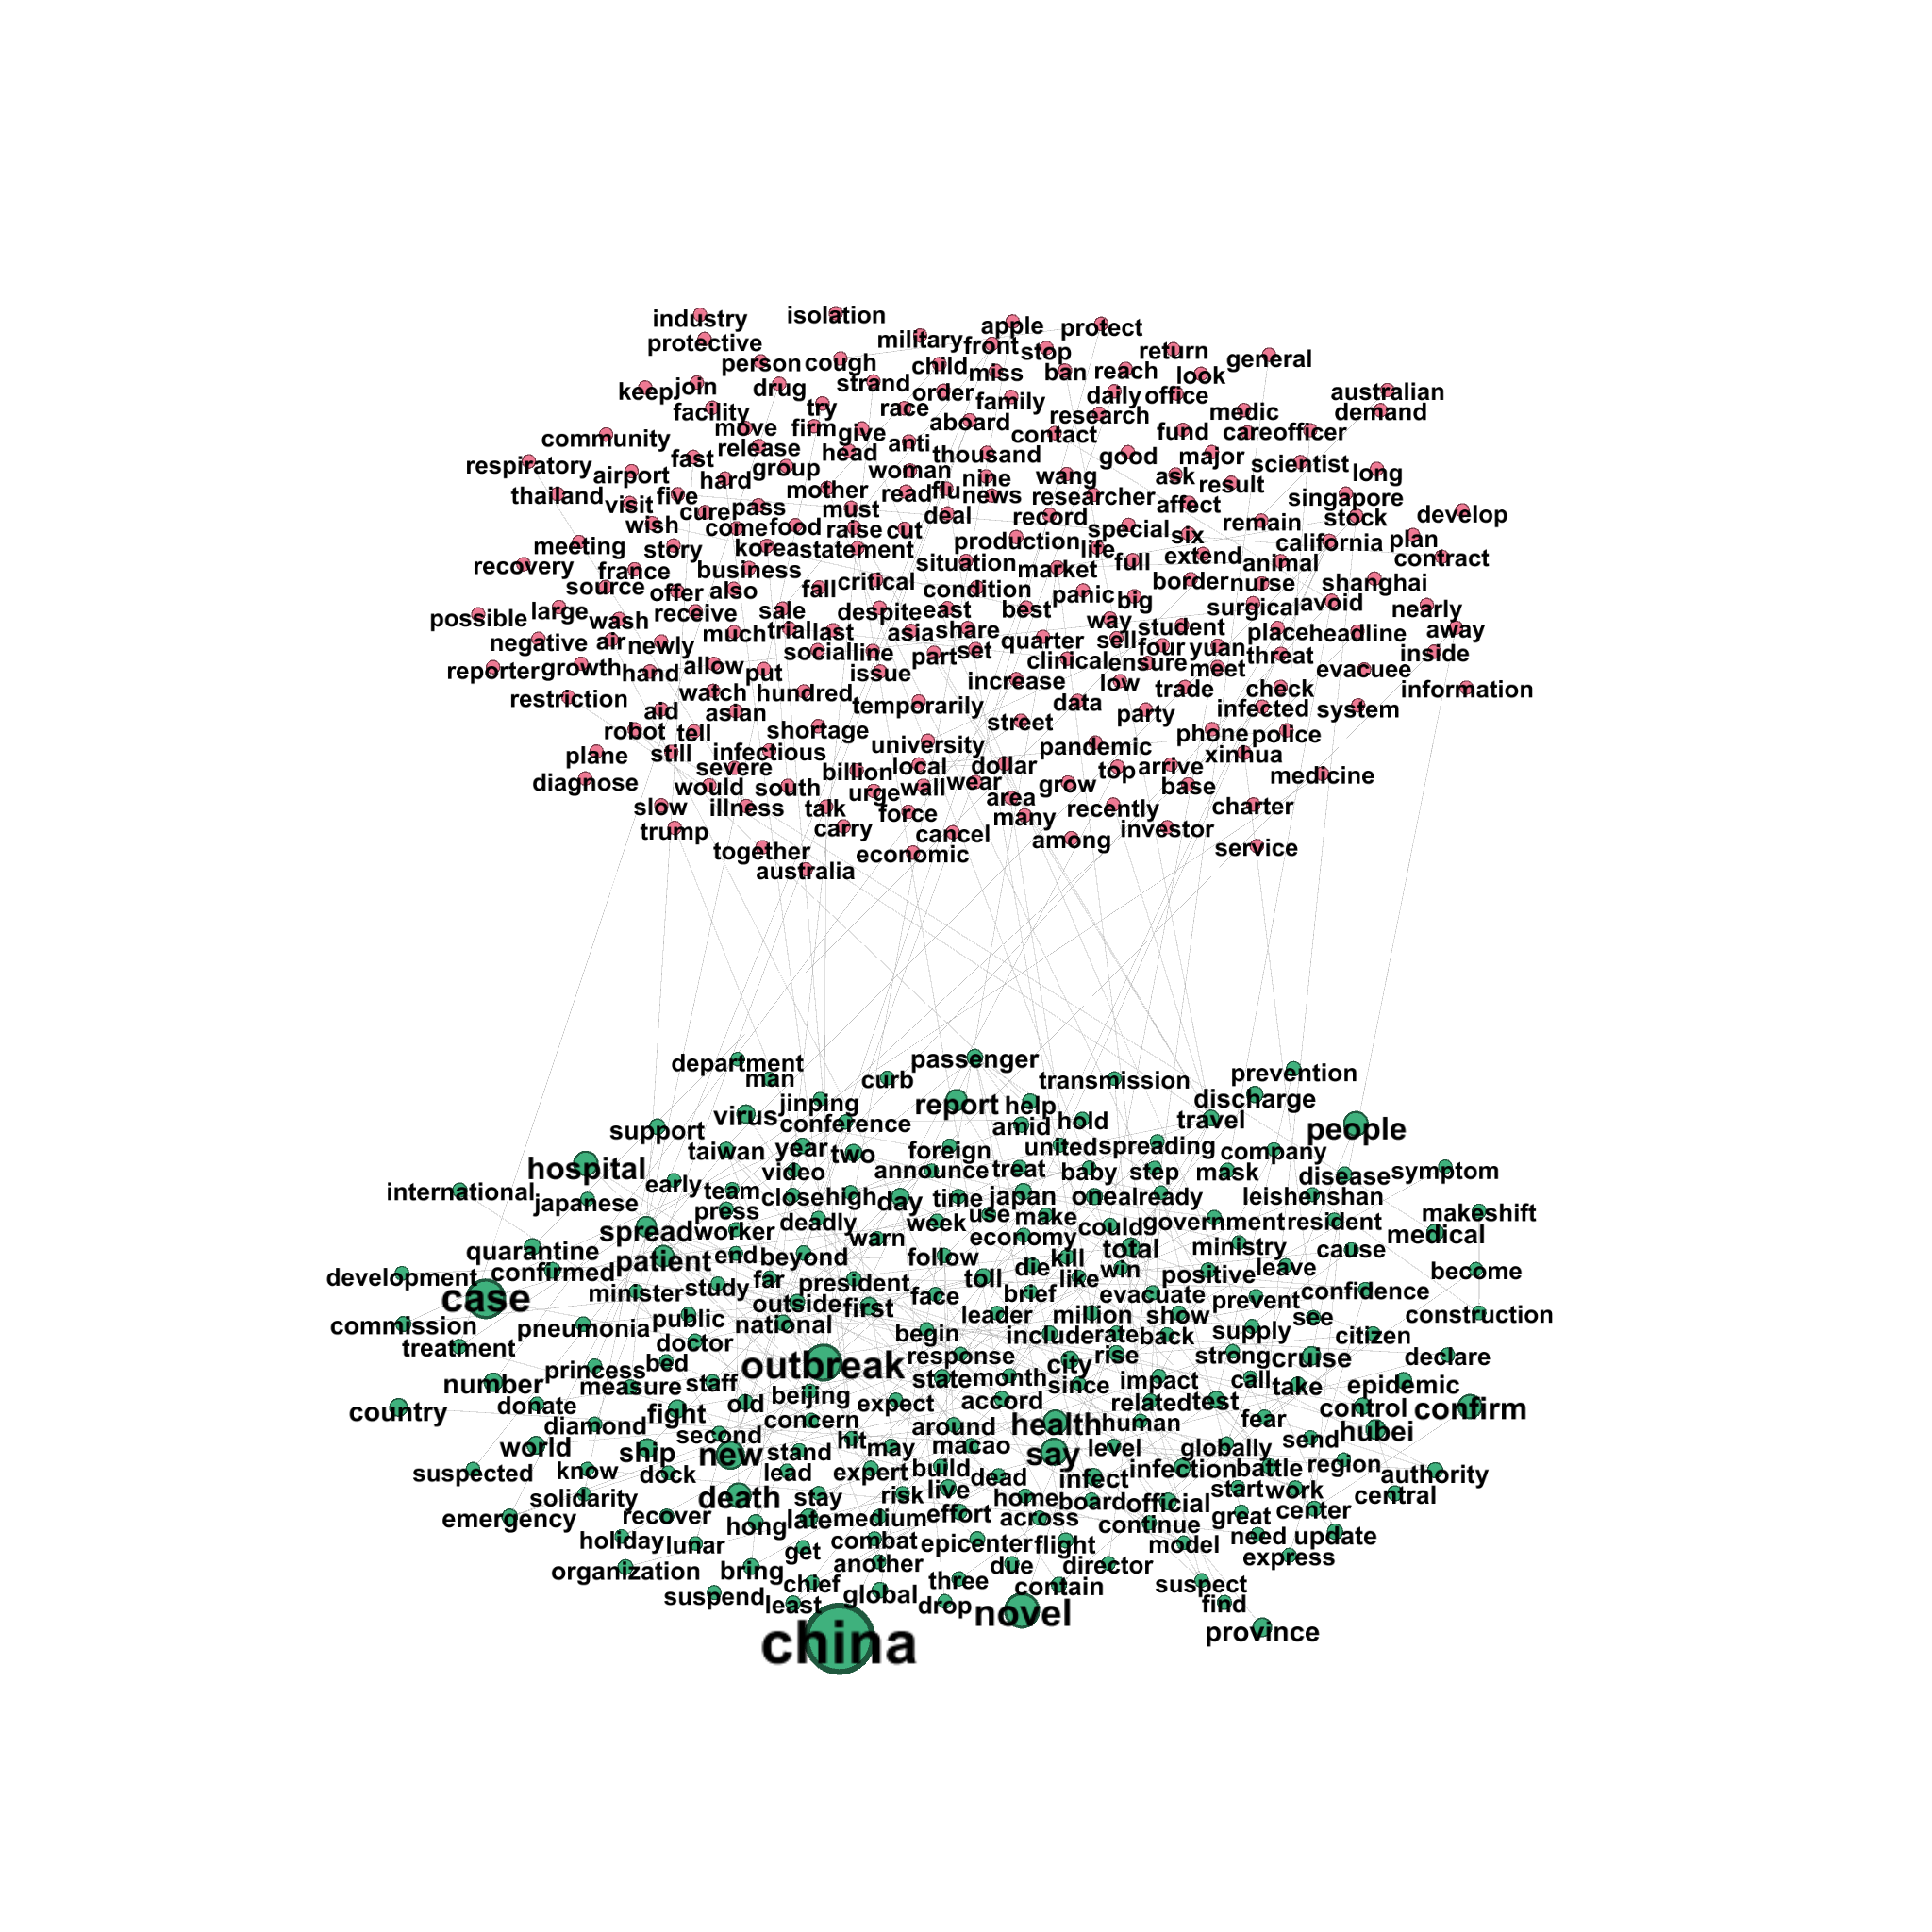 industry isolation
protective military front apple protect
person cough child miss stop ban reach return look general
keep join drug strand order family daily office australian
facility try race aboard research medic demand
community move firm give anti contact fund care officer
release head thousand good major
respiratory airport fast hard group woman nine wang ask result scientist long
thailand visit five mother read flu news researcher affect singapore
wish cure pass must deal record special six remain stock develop
come food raise cut
meeting story korea statement production life full extend california plan
recovery france business situation market animal contract
source offer also fall critical condition panic border nurse shanghai
possible large wash receive sale despite east best big surgical avoid nearly
negative air newly much trial last asia share quarter way sell student place headline away
reporter growth hand allow put social line part set clinical ensure four yuan meet threat evacuee inside
restriction watch hundred issue increase low trade check information
aid asian temporarily data party infected system
robot tell shortage street phone police
plane still infectious university pandemic xinhua
diagnose severe billion local dollar top arrive medicine
would south urge wall wear grow base
slow illness talk force area many recently charter
trump carry cancel among investor
together economic service
australia
department passenger prevention
man curb transmission
virus jinping report help discharge
support conference amid hold travel people
taiwan year two foreign united spreading company
hospital video announce treat baby step mask disease symptom
international japanese early team close high day time japan one already leishenshan
spread press worker deadly week use make could government resident makeshift
quarantine patient end beyond warn follow economy kill total ministry cause medical
development confirmed minister study far president toll die like win positive leave become
case outside first face brief evacuate prevent confidence
commission pneumonia public national leader million show see construction
treatment doctor begin include rate back supply citizen
princess bed outbreak response city rise strong cruise declare
number measure staff state month since impact call take epidemic
country donate old beijing expect accord related test control confirm
diamond fight concern around health human fear hubei
world ship second new stand hit may macao say level globally send
suspected know dock lead expert build dead infect infection battle region authority
solidarity death stay risk live home board official start work central
emergency recover hong late medium effort across continue great center
holiday lunar get combat epicenter flight model need update
organization bring another due director express
suspend chief global three contain suspect
least drop novel find
china province